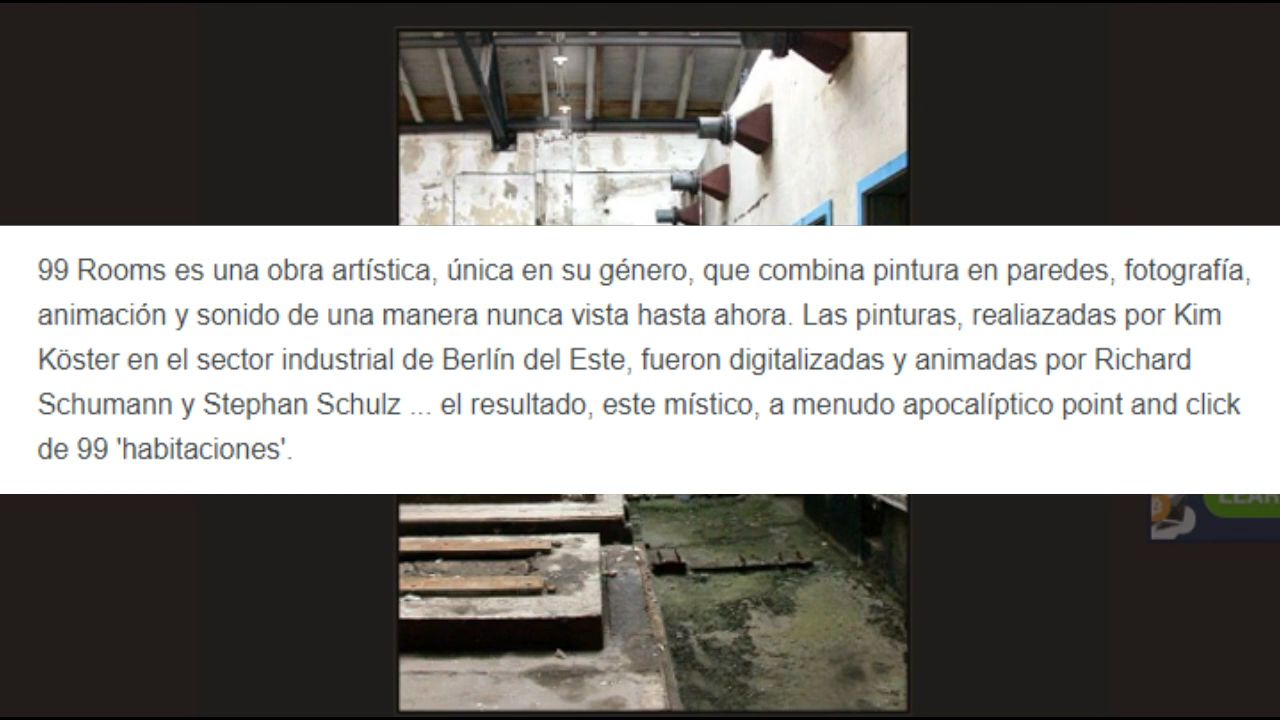 99 Rooms es una obra artística, única en su género, que combina pintura en paredes, fotografía,
animación y sonido de una manera nunca vista hasta ahora. Las pinturas, realiazadas por Kim
Köster en el sector industrial de Berlín del Este, fueron digitalizadas y animadas por Richard
Schumann y Stephan Schulz ... el resultado, este místico, a menudo apocalíptico point and click
de 99 'habitaciones'.